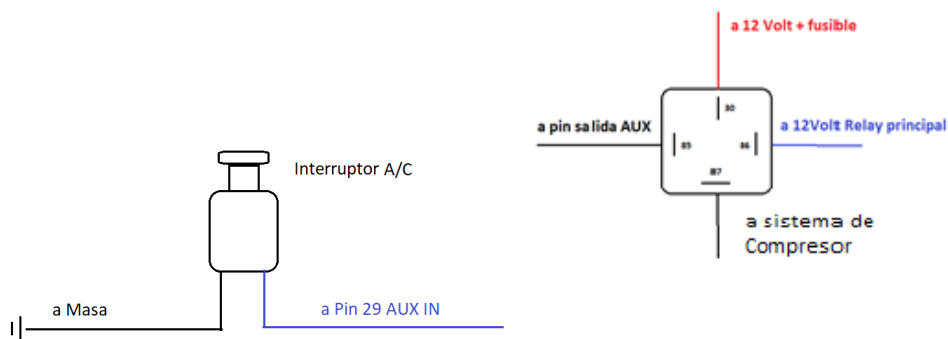 a 12 Volt + fusible
30
a pin salida AUX
a 12Volt Relay principal
85
86
87
Interruptor A/C
a sistema de
Compresor
a Masa
a Pin 29 AUX IN